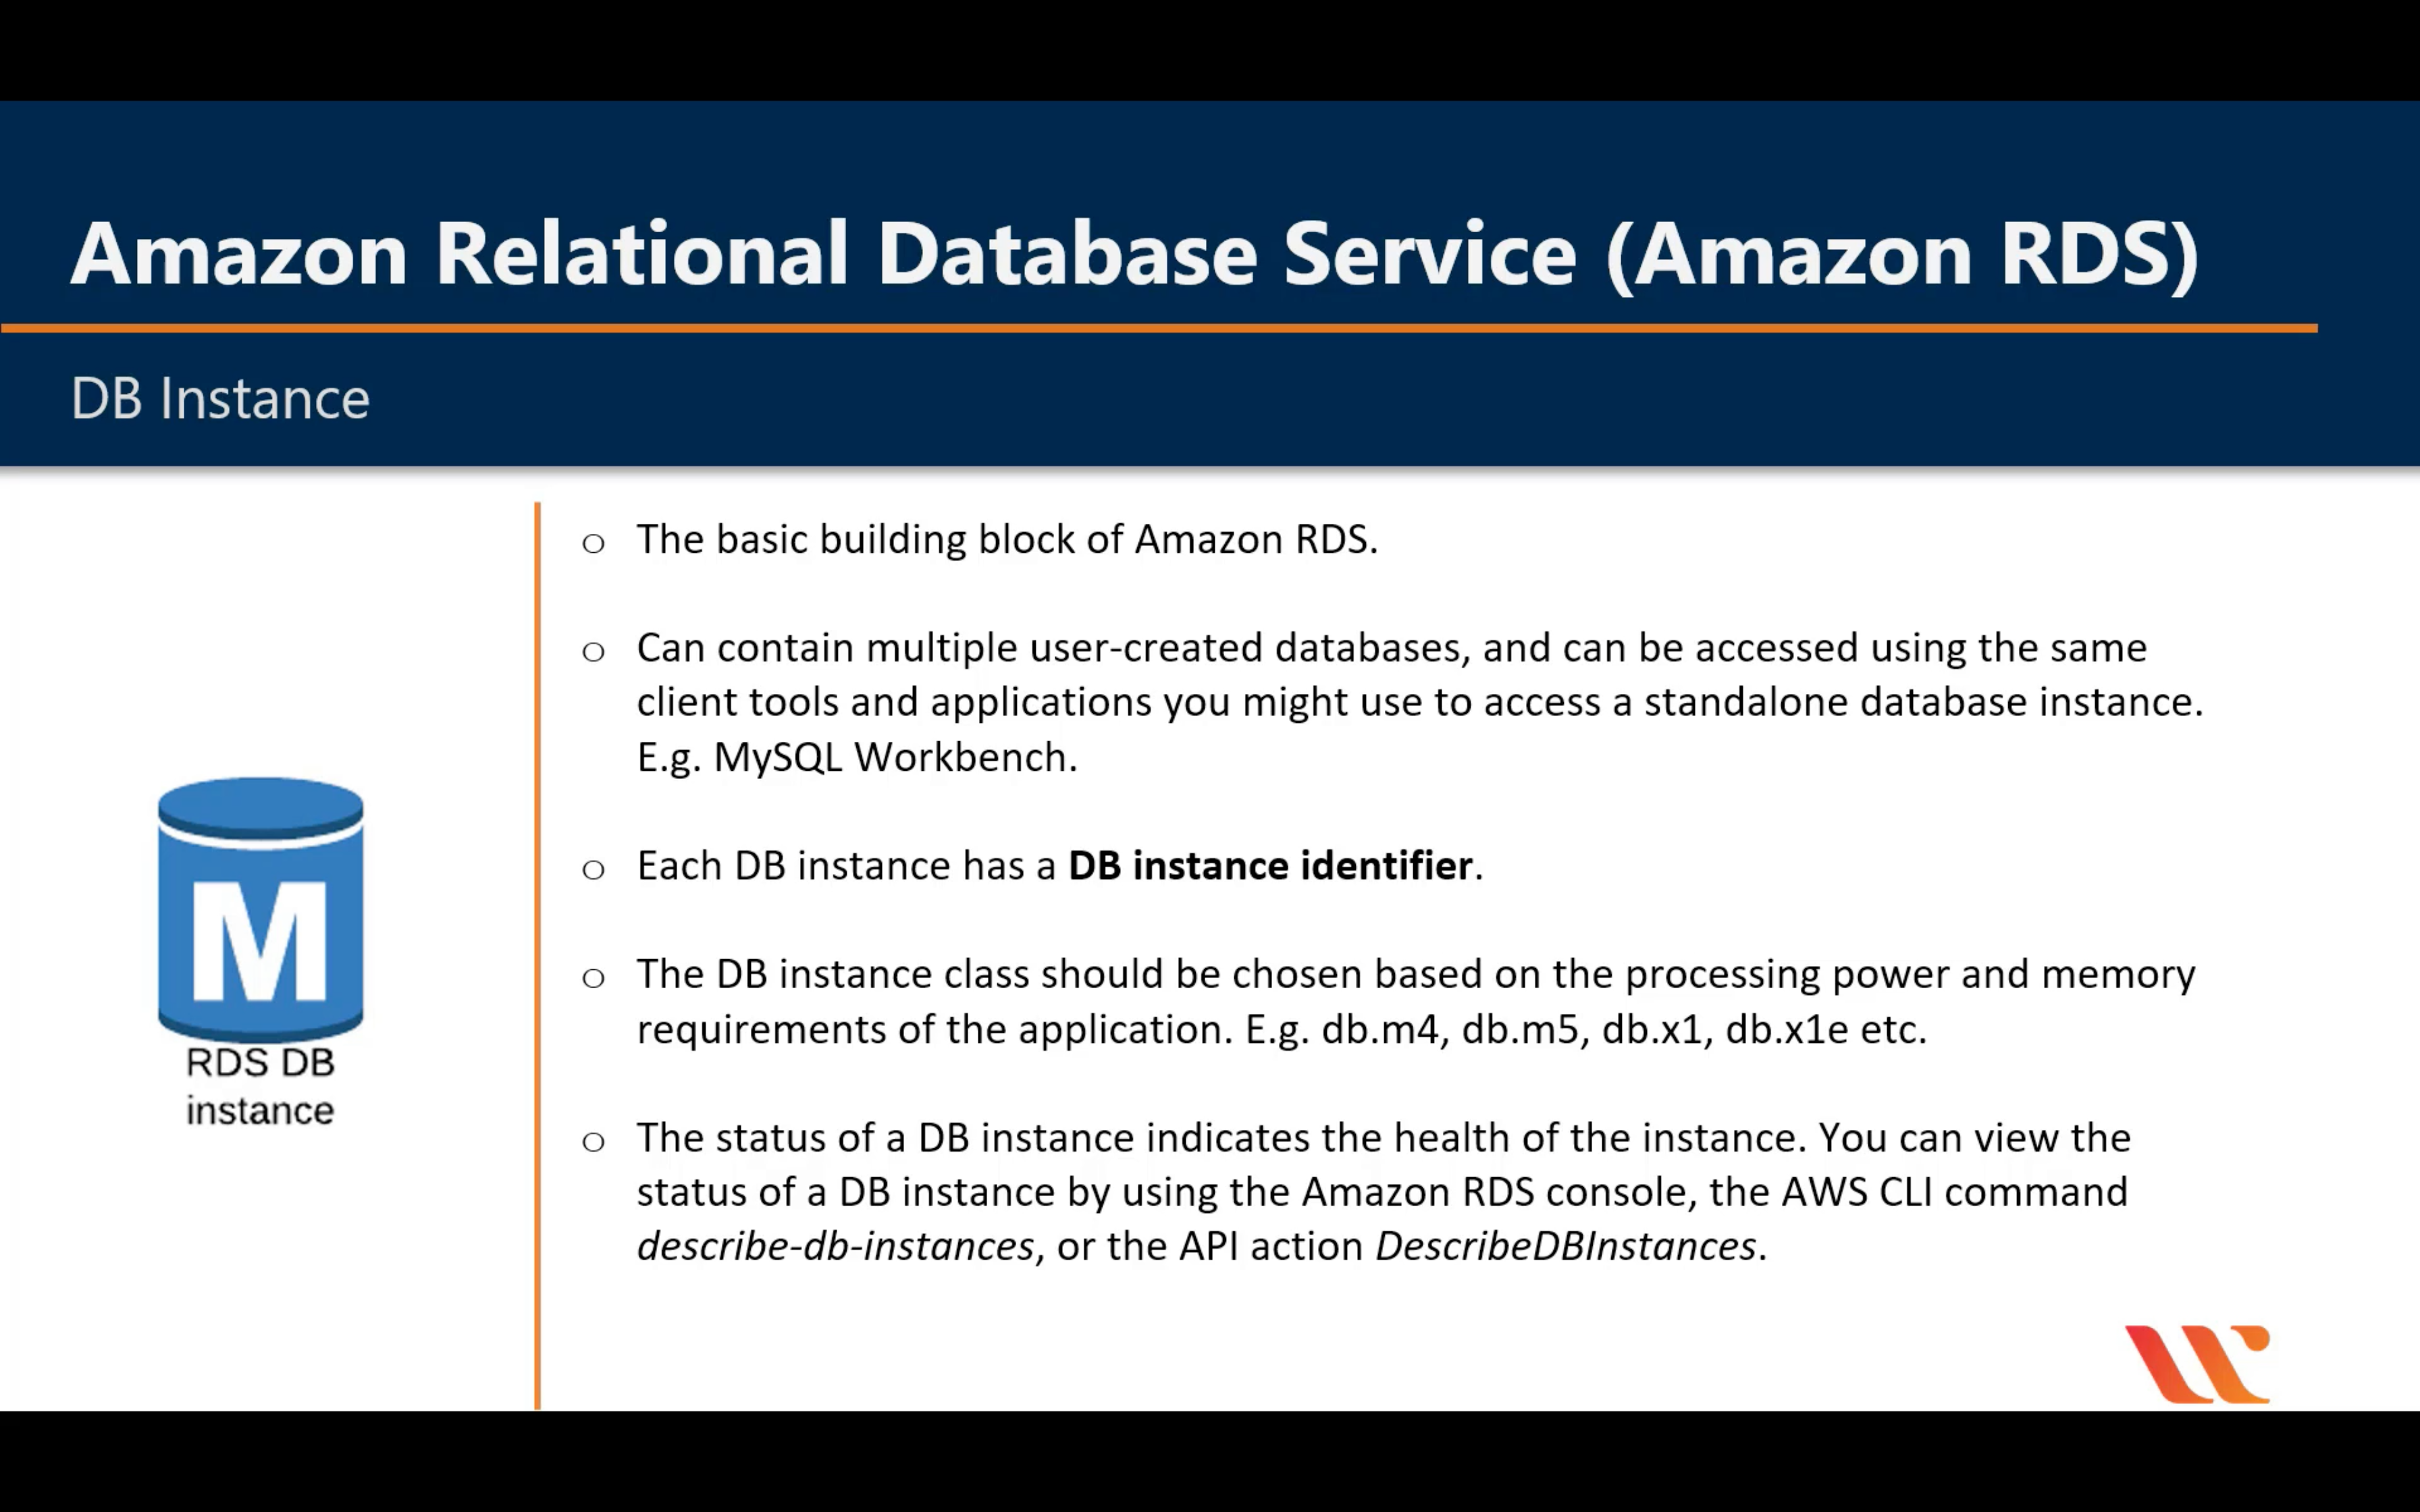 Amazon Relational Database Service (Amazon RDS)
DB Instance
M
RDS DB
instance
o The basic building block of Amazon RDS.
o Can contain multiple user-created databases, and can be accessed using the same
client tools and applications you might use to access a standalone database instance.
E.g. MySQL Workbench.
o Each DB instance has a DB instance identifier.
o The DB instance class should be chosen based on the processing power and memory
requirements of the application. E.g. db.m4, db.m5, db.x1, db.x1e etc.
o The status of a DB instance indicates the health of the instance. You can view the
status of a DB instance by using the Amazon RDS console, the AWS CLI command
describe-db-instances, or the API action DescribeDBInstances.